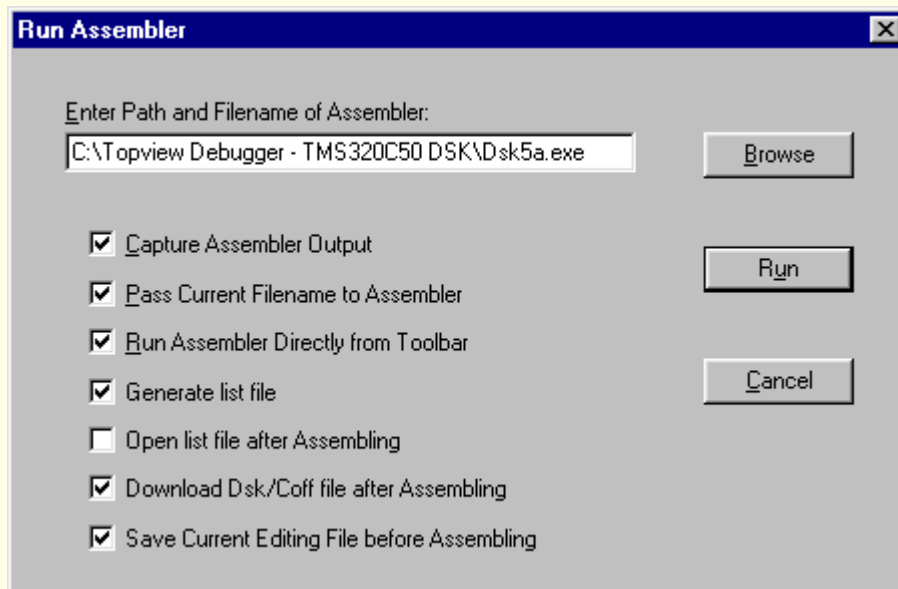 Run Assembler
Enter Path and Filename of Assembler:
C:\Topview Debugger - TMS320C50 DSK\Dsk5a.exe
Browse
Capture Assembler Output
Run
Pass Current Filename to Assembler
Run Assembler Directly from Toolbar
Generate list file
Cancel
Open list file after Assembling
Download Dsk/Coff file after Assembling
Save Current Editing File before Assembling